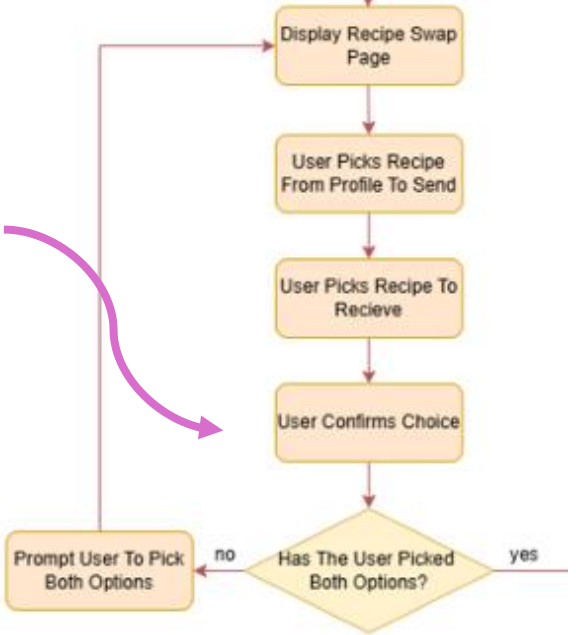 Display Recipe Swap
Page
User Picks Recipe
From Profile To Send
User Picks Recipe To
Recieve
User Confirms Choice
Has The User Picked
Both Options?
no
yes
Prompt User To Pick
Both Options